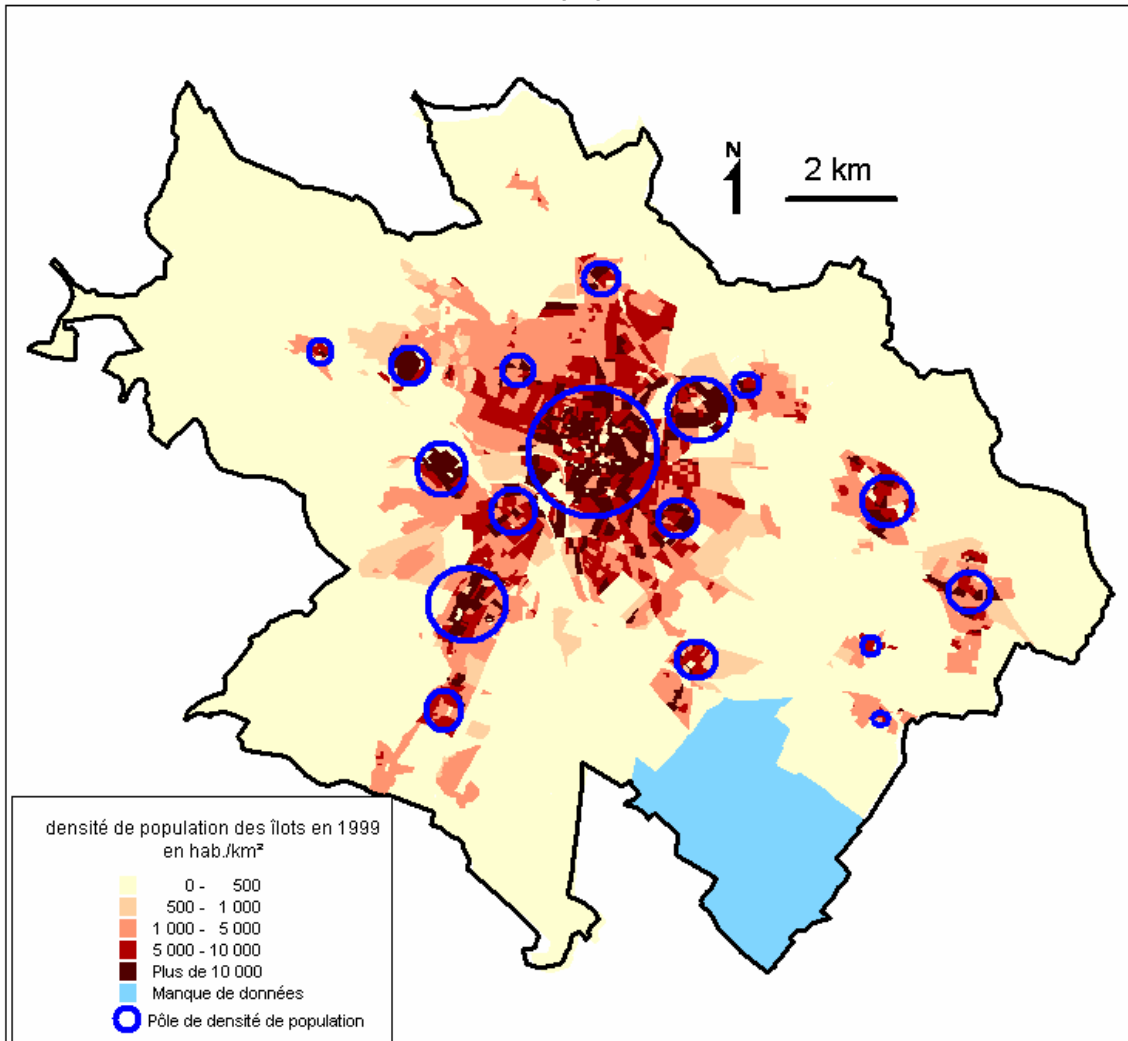 N
2 km
densité de population des îlots en 1999
en hab./km²
0 - 500
500 - 1 000
1 000 - 5 000
5 000 - 10 000
Plus de 10 000
Manque de données
Pôle de densité de population